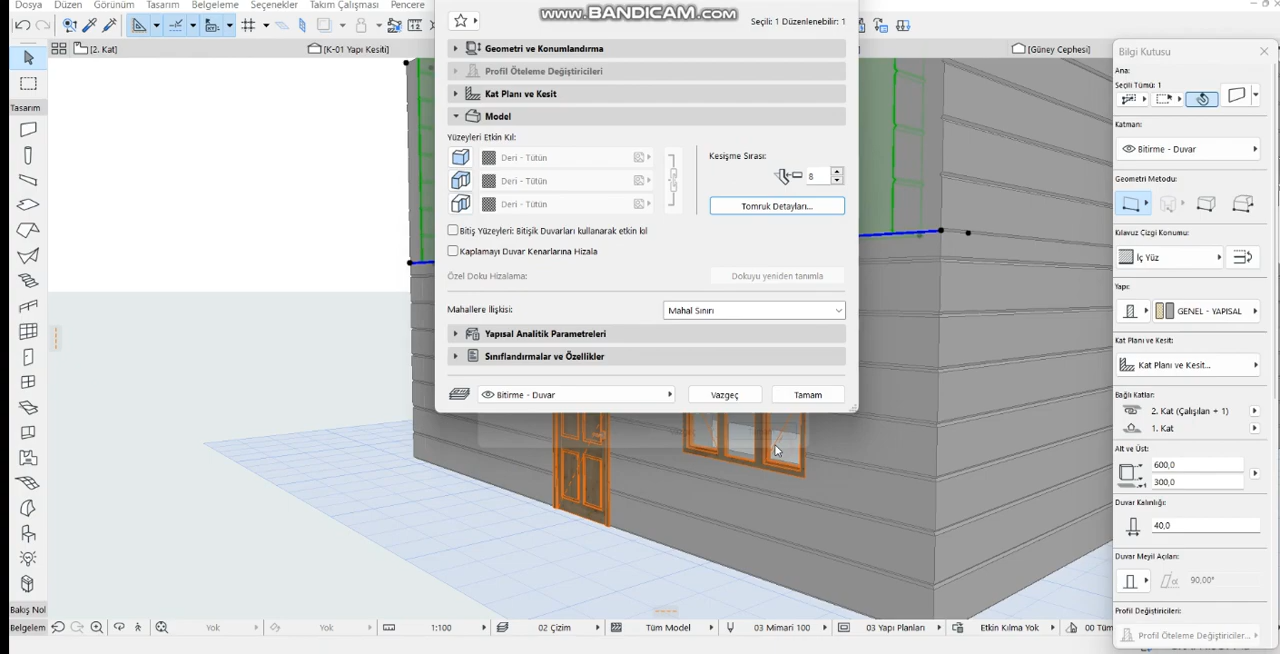 Dosya Düzen Görünüm Tasarım Belgeleme Seçenekler Takım Çalışması Pencere
www.BANDICAM.com
Seçili: 1 Düzenlenebilir: 1
[2. Kat]
[K-01 Yapı Kesiti]
[Güney Cephesi]
Tasarım
Geometri ve Konumlandırma
Profil Öteleme Değiştiricileri
Kat Planı ve Kesit
Model
Yüzeyleri Etkin Kıl:
Deri - Tütün
Deri - Tütün
Deri - Tütün
Kesişme Sırası:
8
Tomruk Detayları...
Bitiş Yüzeyleri: Bitişik Duvarları kullanarak etkin kıl
Kaplamayı Duvar Kenarlarına Hizala
Özel Doku Hizalama:
Dokuyu yeniden tanımla
Mahallere İlişkisi:
Mahal Sınırı
Yapısal Analitik Parametreleri
Sınıflandırmalar ve Özellikler
Bitirme - Duvar
Vazgeç
Tamam
Bilgi Kutusu
Ana:
Seçili Tümü: 1
Katman:
Bitirme - Duvar
Geometri Metodu:
Kılavuz Çizgi Konumu:
İç Yüz
Yapı:
GENEL - YAPISAL
Kat Planı ve Kesit:
Kat Planı ve Kesit...
Bağlı Katlar:
2. Kat (Çalışılan + 1)
1. Kat
Alt ve Üst:
600,0
300,0
Duvar Kalınlığı:
40,0
Duvar Meyil Açıları:
90,00°
Profil Değiştiricileri:
Profil Öteleme Değiştiriciler...
Bakış Nol
Belgelem
Yok
Yok
1:100
02 Çizim
Tüm Model
03 Mimari 100
03 Yapı Planları
Etkin Kılma Yok
00 Tüm